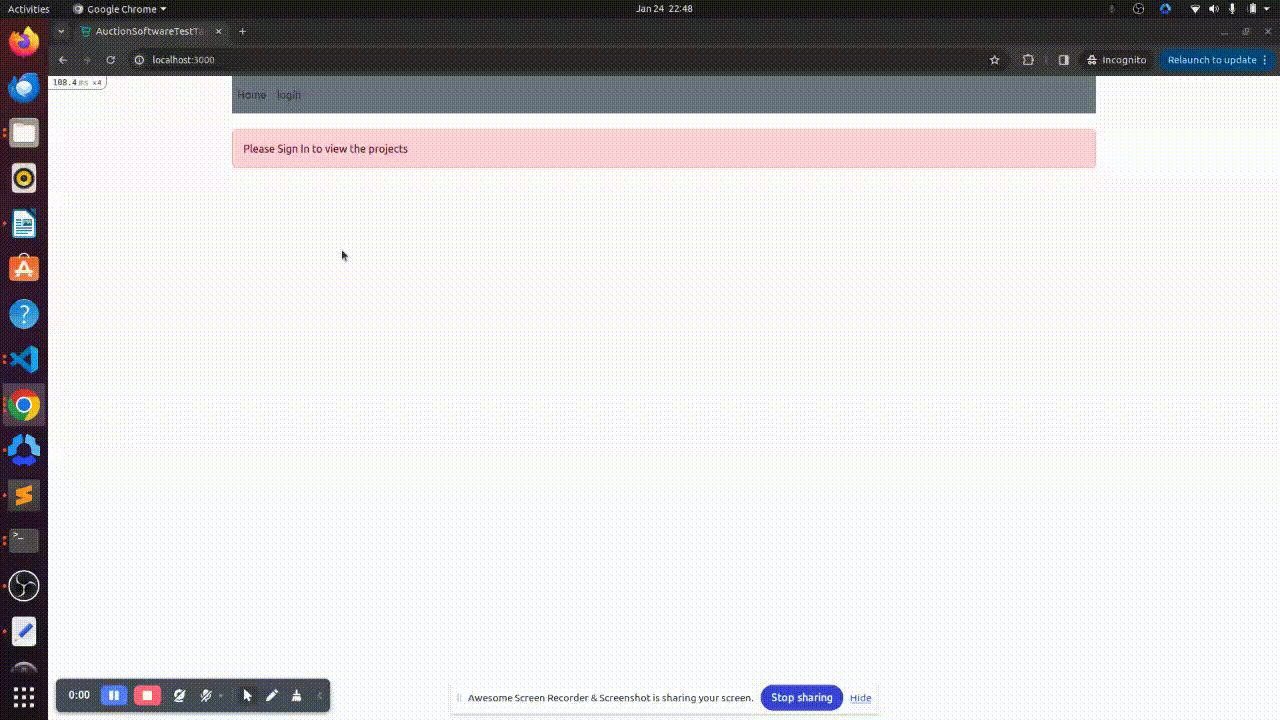 Activities
Google Chrome
Jan 24 22:48
AuctionSoftwareTestTa
localhost:3000
Incognito
Relaunch to update
108.4 ms ×4
Home login
Please Sign In to view the projects
0:00
Awesome Screen Recorder & Screenshot is sharing your screen.
Stop sharing
Hide